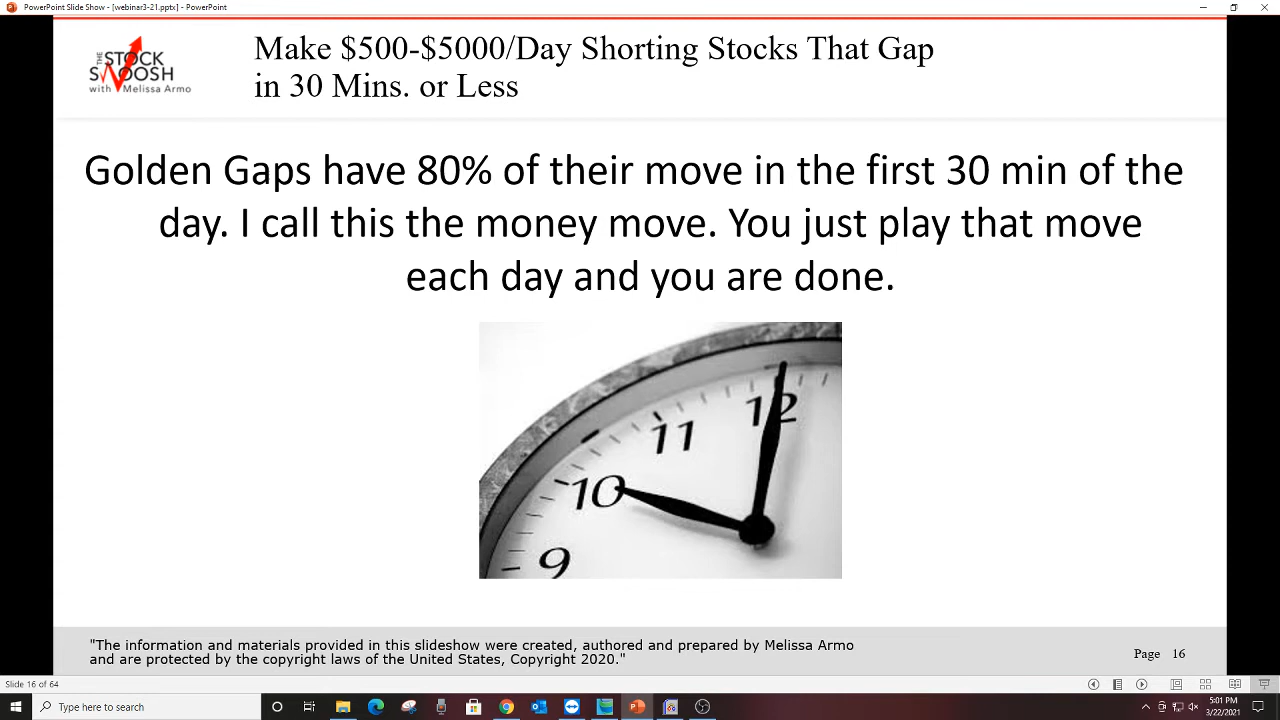 PowerPoint Slide Show - [webinar3-21.pptx] - PowerPoint
THE
STOCK
SWOOSH
with Melissa Armo
Make $500-$5000/Day Shorting Stocks That Gap
in 30 Mins. or Less
Golden Gaps have 80% of their move in the first 30 min of the
day. I call this the money move. You just play that move
each day and you are done.
12
11
10
9
"The information and materials provided in this slideshow were created, authored and prepared by Melissa Armo
and are protected by the copyright laws of the United States, Copyright 2020."
Page 16
Slide 16 of 64
Type here to search
5:01 PM
3/22/2021